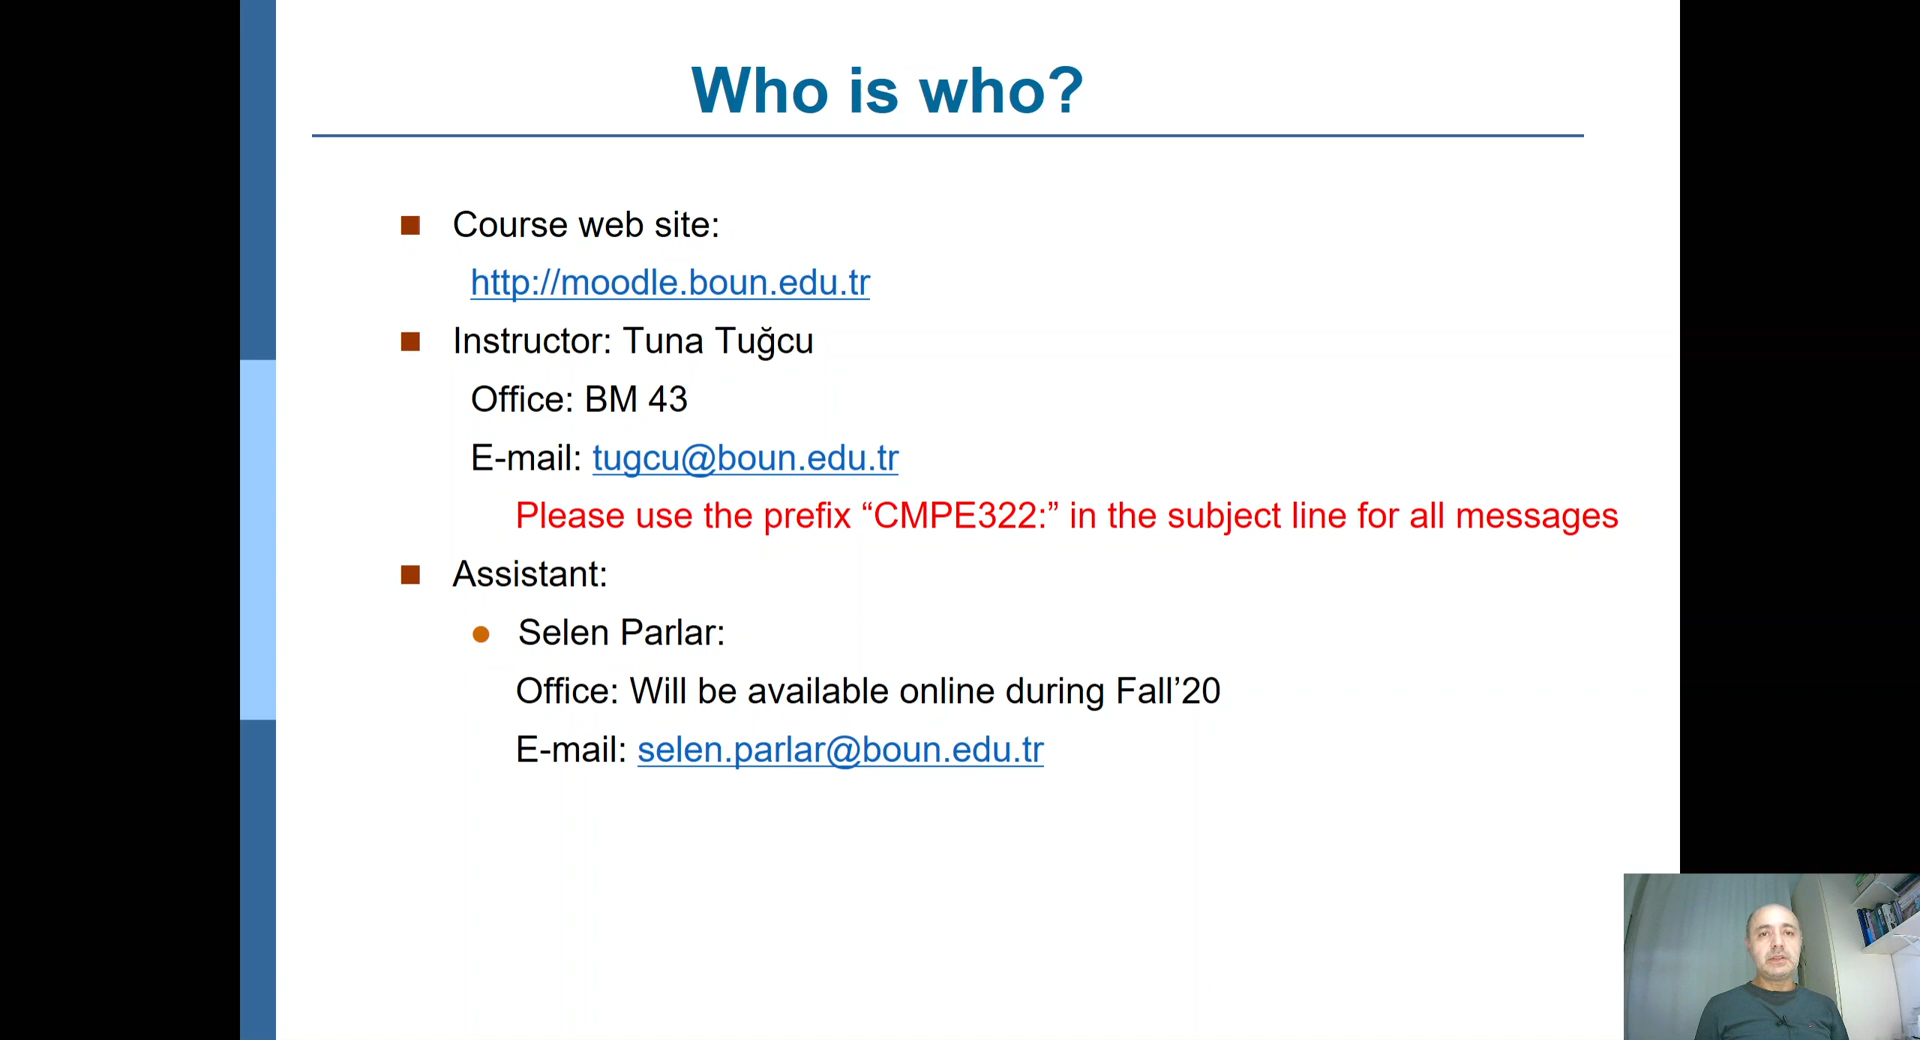 Who is who?
Course web site:
http://moodle.boun.edu.tr
Instructor: Tuna Tuğcu
Office: BM 43
E-mail: tugcu@boun.edu.tr
Please use the prefix “CMPE322:” in the subject line for all messages
Assistant:
Selen Parlar:
Office: Will be available online during Fall’20
E-mail: selen.parlar@boun.edu.tr